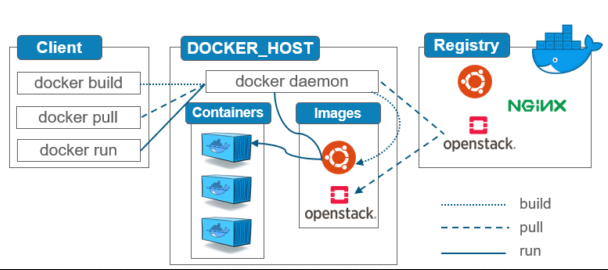 Client
docker build
docker pull
docker run
DOCKER_HOST
docker daemon
Containers
Images
openstack.
Registry
NGINX
openstack.
build
pull
run